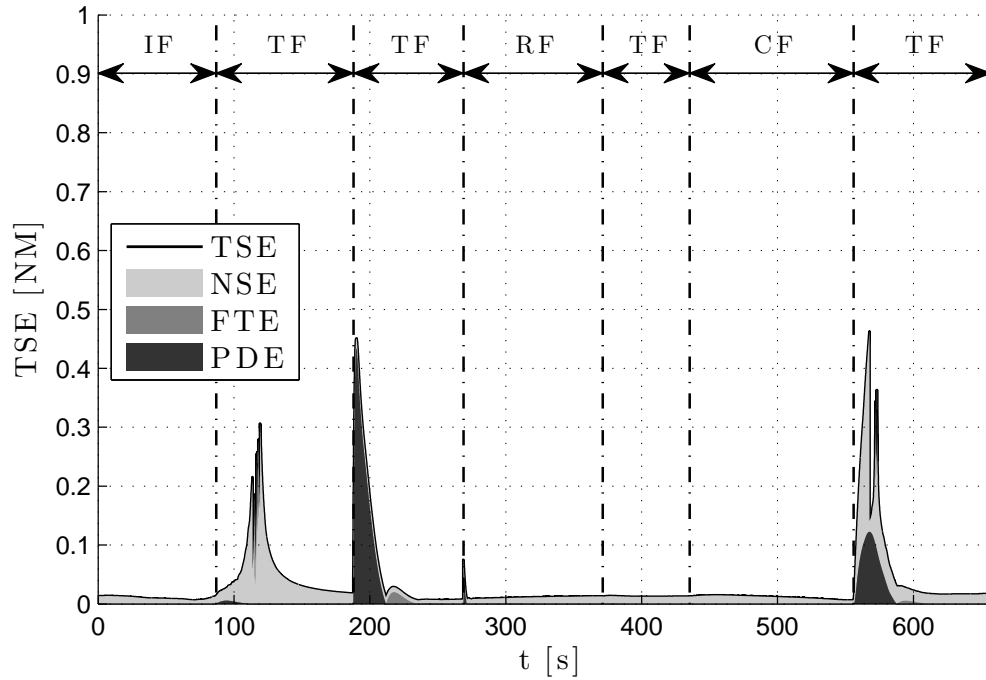 1
IF TF TF RF TF CF TF
0.9
0.8
0.7
0.6
0.5
0.4
0.3
0.2
0.1
0
TSE [NM]
TSE
NSE
FTE
PDE
0 100 200 300 400 500 600
t [s]